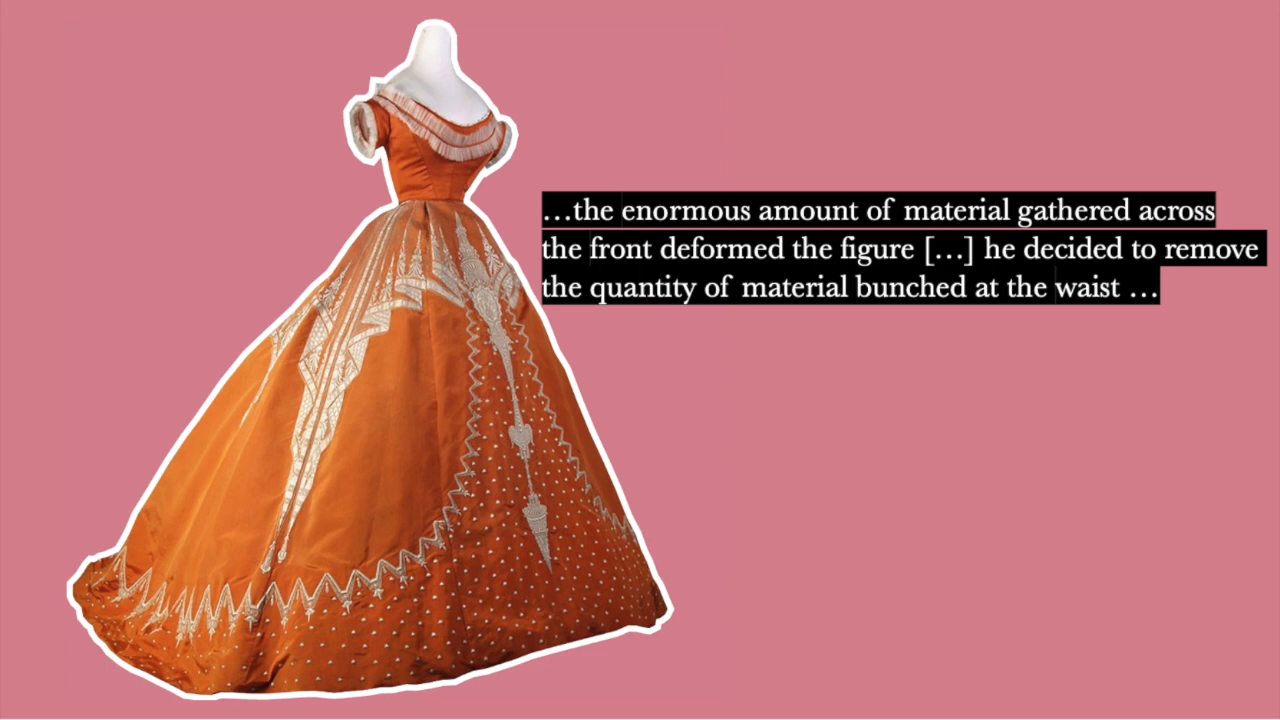 …the enormous amount of material gathered across
the front deformed the figure […] he decided to remove
the quantity of material bunched at the waist …